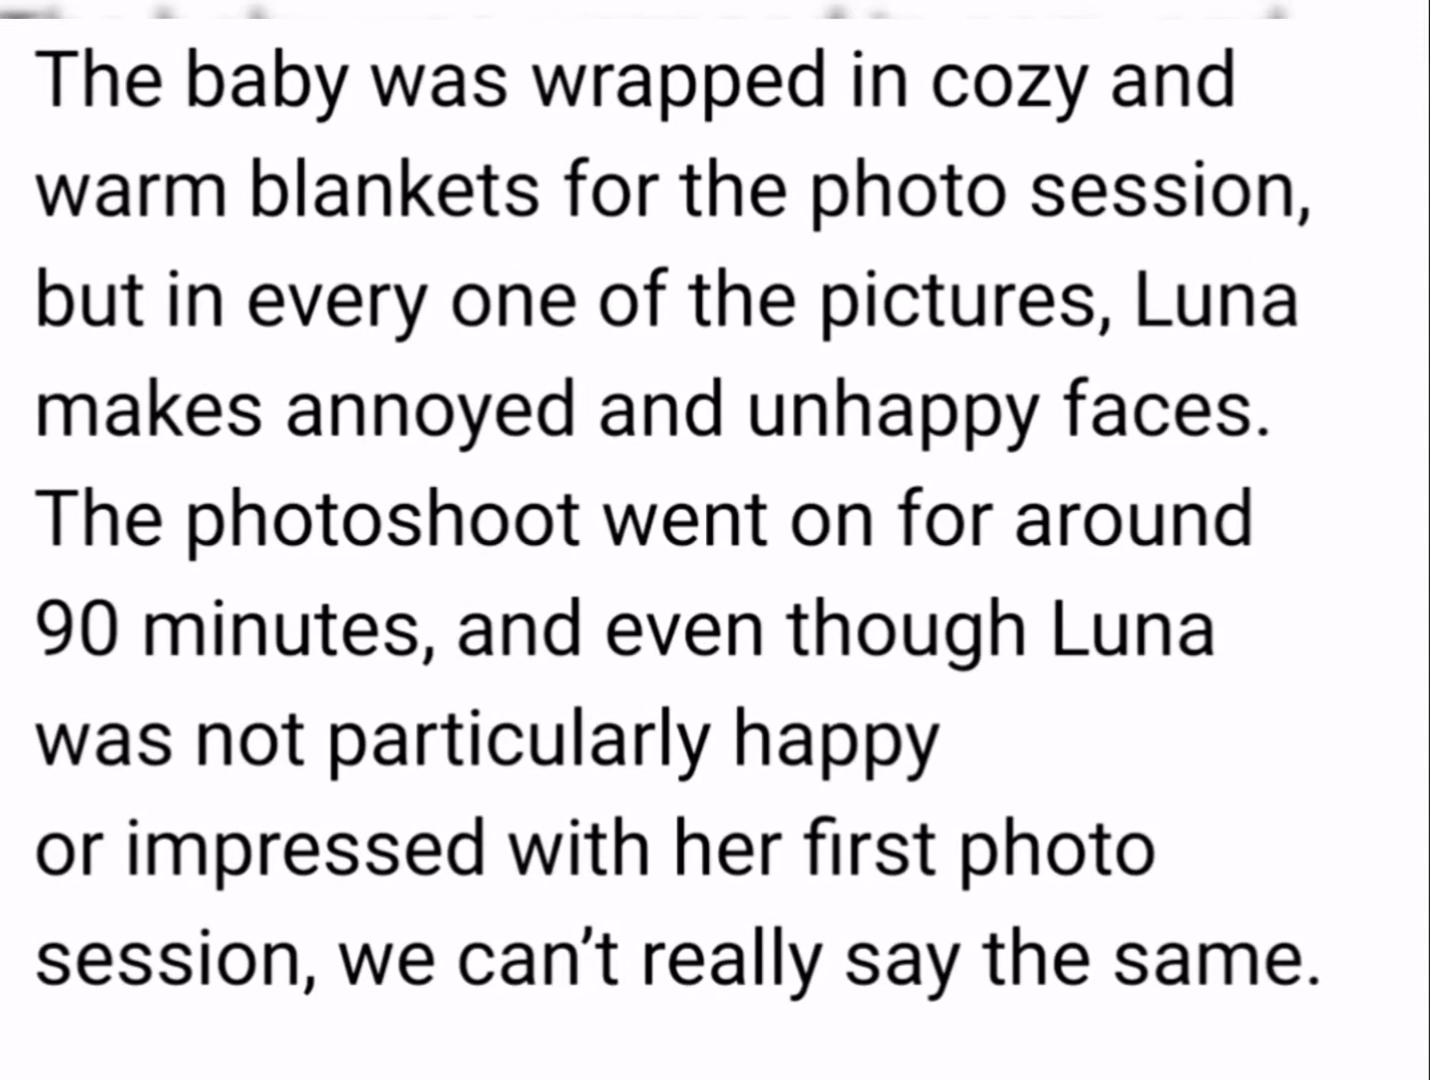 The baby was wrapped in cozy and
warm blankets for the photo session,
but in every one of the pictures, Luna
makes annoyed and unhappy faces.
The photoshoot went on for around
90 minutes, and even though Luna
was not particularly happy
or impressed with her first photo
session, we can’t really say the same.